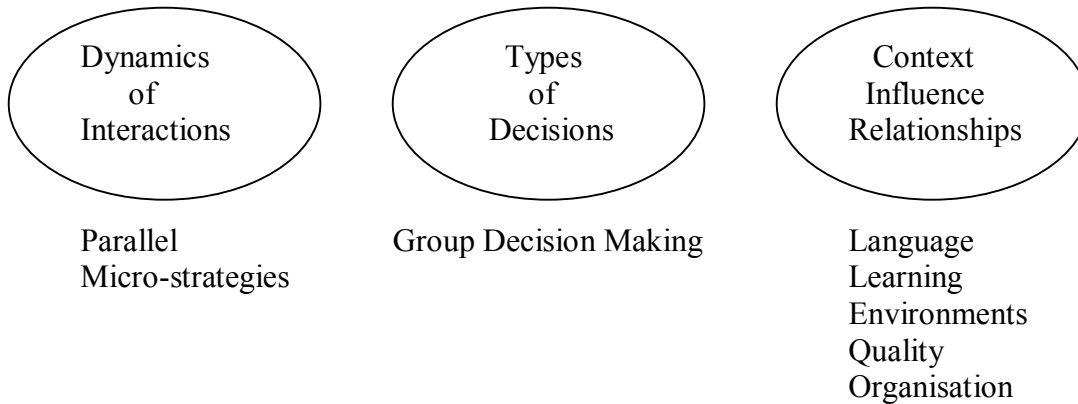 Dynamics
of
Interactions
Types
of
Decisions
Context
Influence
Relationships
Parallel
Micro-strategies
Group Decision Making
Language
Learning
Environments
Quality
Organisation